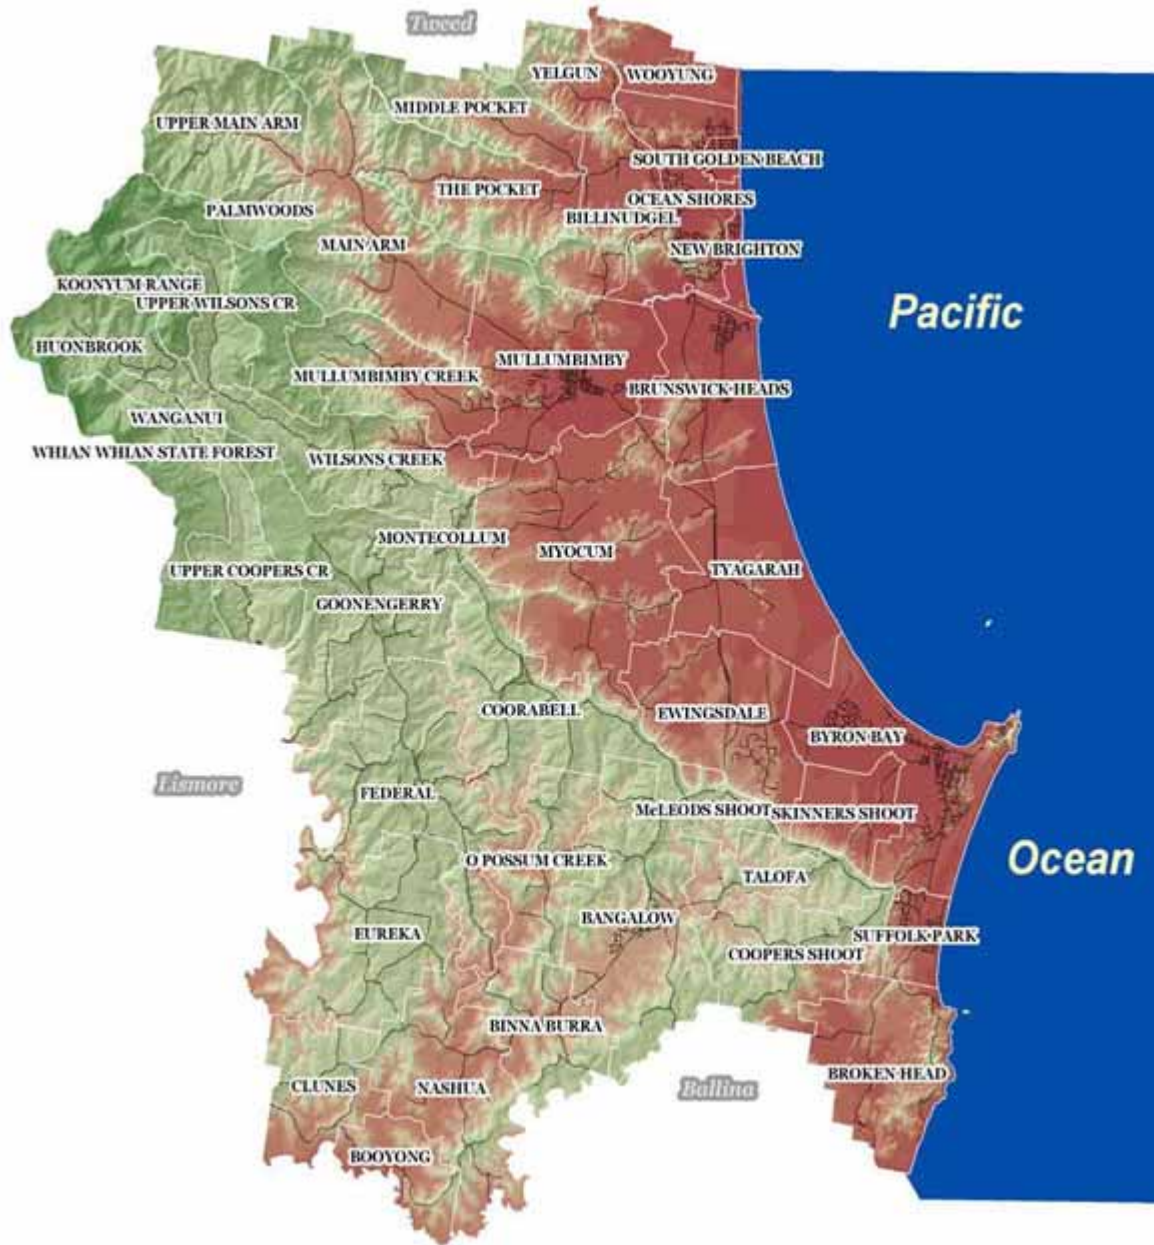 Tweed
YELGUN
WOOYUNG
MIDDLE POCKET
UPPER MAIN ARM
SOUTH GOLDEN BEACH
THE POCKET
OCEAN SHORES
PALMWOODS
BILLINUDGEL
MAIN ARM
NEW BRIGHTON
KOONYUM RANGE
UPPER WILSONS CR
Pacific
HUONBROOK
MULLUMBIMBY
MULLUMBIMBY CREEK
BRUNSWICK HEADS
WANGANUI
WHIAN WHIAN STATE FOREST
WILSONS CREEK
MONTECOLLUM
MYOCUM
TYAGARAH
UPPER COOPERS CR
GOONENGERRY
COORABELL
EWINGSDALE
BYRON BAY
Lismore
FEDERAL
McLEODS SHOOT
SKINNERS SHOOT
O POSSUM CREEK
Ocean
TALOFA
BANGALOW
EUREKA
SUFFOLK PARK
COOPERS SHOOT
BINNA BURRA
BROKEN HEAD
CLUNES
NASHUA
Ballina
BOOYONG